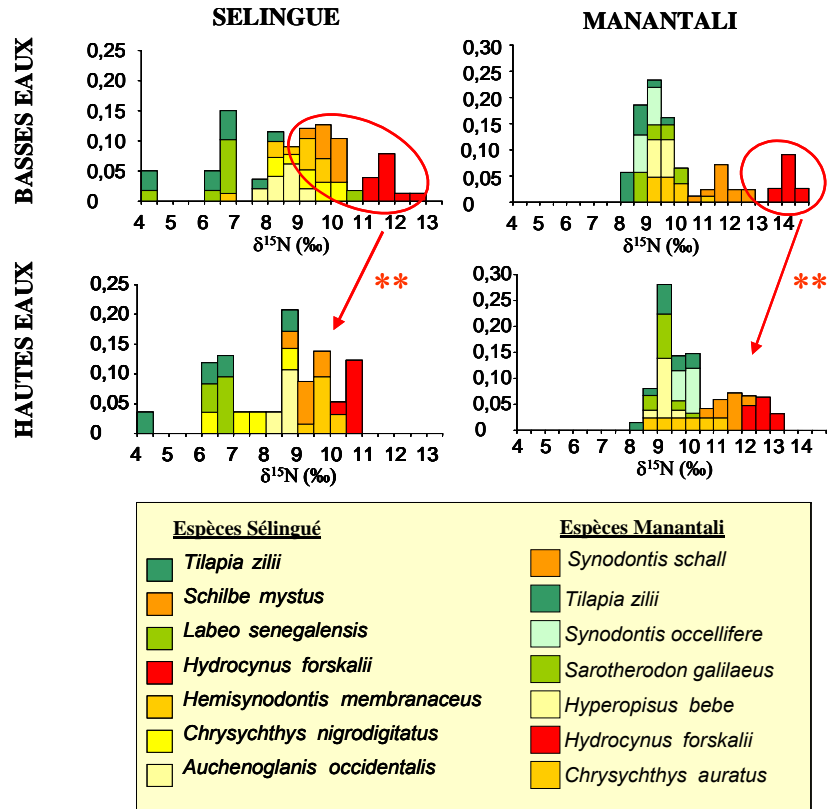 SELINGUE
MANANTALI
BASSES EAUX
0,25
0,20
0,15
0,10
0,05
0
4 5 6 7 8 9 10 11 12 13
δ15N (‰)
0,30
0,25
0,20
0,15
0,10
0,05
0
4 5 6 7 8 9 10 11 12 13 14
δ15N (‰)
**
**
HAUTES EAUX
0,25
0,20
0,15
0,10
0,05
0
4 5 6 7 8 9 10 11 12 13
δ15N (‰)
0,30
0,25
0,20
0,15
0,10
0,05
0
4 5 6 7 8 9 10 11 12 13 14
δ15N (‰)
Espèces Sélingué
Tilapia zilii
Schilbe mystus
Labeo senegalensis
Hydrocynus forskalii
Hemisynodontis membranaceus
Chrysychthys nigrodigitatus
Auchenoglanis occidentalis
Espèces Manantali
Synodontis schall
Tilapia zilii
Synodontis occellifere
Sarotherodon galilaeus
Hyperopisus bebe
Hydrocynus forskalii
Chrysychthys auratus